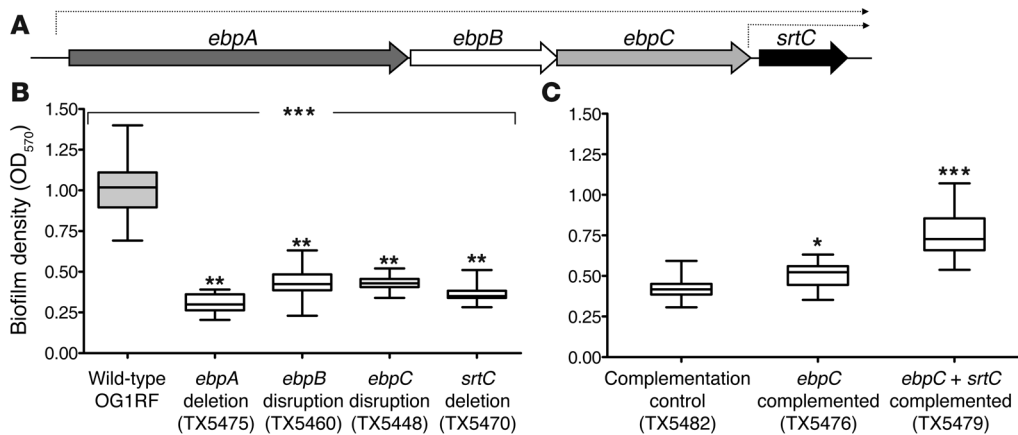 A
ebpA ebpB ebpC srtC
B
C
***
Biofilm density (OD570)
1.50
1.25
1.00
0.75
0.50
0.25
0.00
** ** ** **
Wild-type
OG1RF
ebpA
deletion
(TX5475)
ebpB
disruption
(TX5460)
ebpC
disruption
(TX5448)
srtC
deletion
(TX5470)
1.50
1.25
1.00
0.75
0.50
0.25
0.00
*
***
Complementation
control
(TX5482)
ebpC
complemented
(TX5476)
ebpC + srtC
complemented
(TX5479)